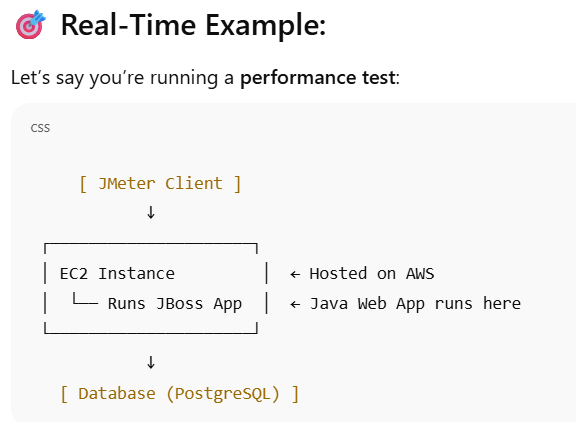 🎯 Real-Time Example:
Let's say you're running a performance test:
css
[ JMeter Client ]
↓
┌─────────────────────┐
│ EC2 Instance         │  ← Hosted on AWS
│  └── Runs JBoss App  │  ← Java Web App runs here
└─────────────────────┘
↓
[ Database (PostgreSQL) ]